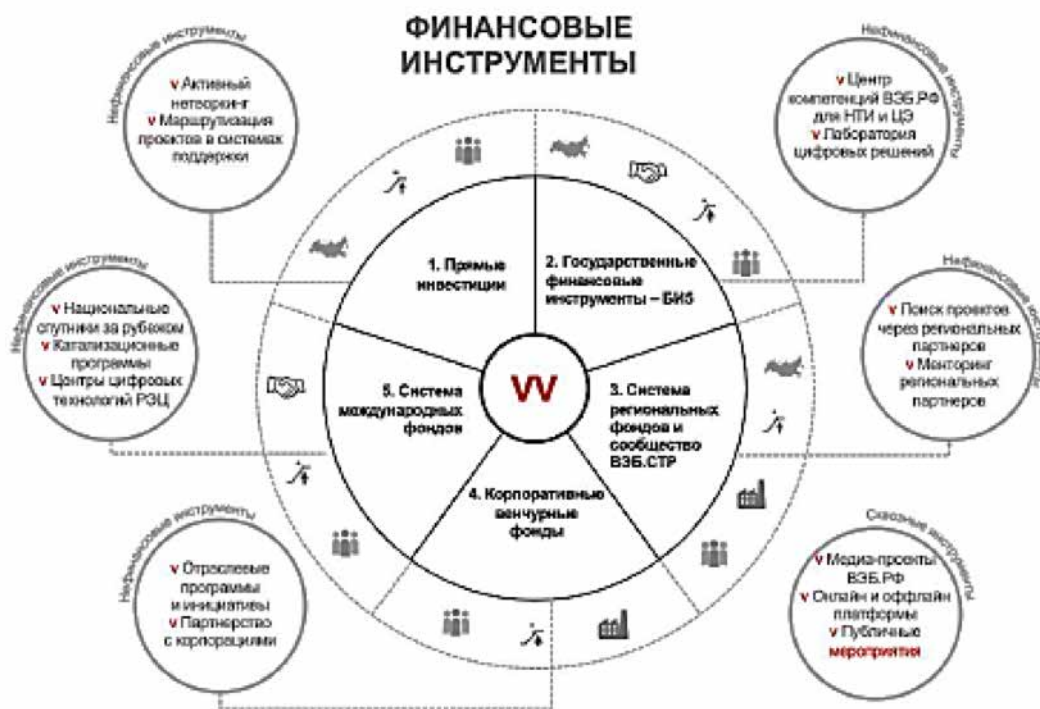 ФИНАНСОВЫЕ
ИНСТРУМЕНТЫ
Нефинансовые инструменты
v Активный
нетворкинг
v Маршрутизация
проектов в системах
поддержки
Нефинансовые инструменты
v Центр
компетенций ВЭБ.РФ
для НТИ и ЦЭ
v Лаборатория
цифровых решений
1. Прямые
инвестиции
2. Государственные
финансовые
инструменты – БИ5
Нефинансовые инструменты
v Национальные
спутники за рубежом
v Катализационные
программы
v Центры цифровых
технологий РЭЦ
Нефинансовые инструменты
v Поиск проектов
через региональных
партнеров
v Менторинг
региональных
партнеров
5. Система
международных
фондов
VV
3. Система
региональных
фондов и
сообщество
ВЭБ.СТР
4. Корпоративные
венчурные
фонды
Нефинансовые инструменты
v Отраслевые
программы
и инициативы
v Партнерство
с корпорациями
Сквозные инструменты
v Медиа-проекты
ВЭБ.РФ
v Онлайн и оффлайн
платформы
v Публичные
мероприятия